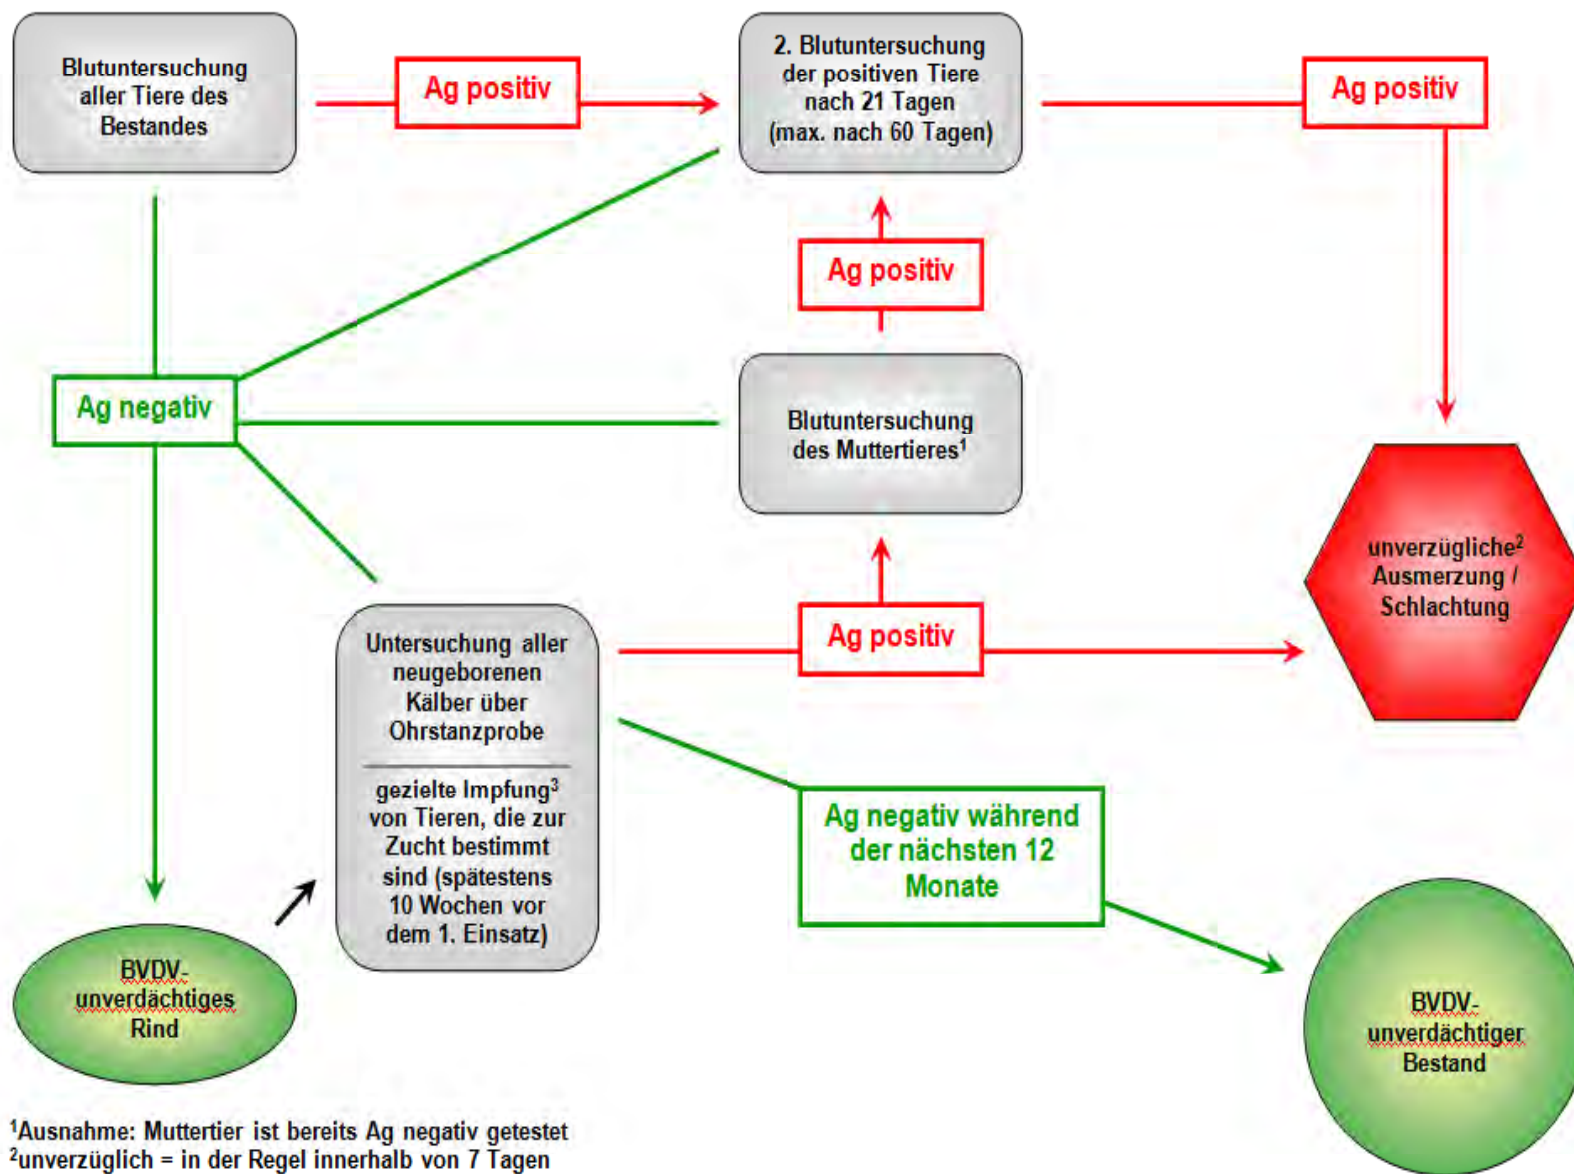 Blutuntersuchung
aller Tiere des
Bestandes
Ag positiv
2. Blutuntersuchung
der positiven Tiere
nach 21 Tagen
(max. nach 60 Tagen)
Ag positiv
Ag positiv
Ag negativ
Blutuntersuchung
des Muttertieres¹
unverzügliche²
Ausmerzung /
Schlachtung
Ag positiv
Untersuchung aller
neugeborenen
Kälber über
Ohrstanzprobe
gezielte Impfung³
von Tieren, die zur
Zucht bestimmt
sind (spätestens
10 Wochen vor
dem 1. Einsatz)
Ag negativ während
der nächsten 12
Monate
BVDV-
unverdächtiges
Rind
BVDV-
unverdächtiger
Bestand
¹Ausnahme: Muttertier ist bereits Ag negativ getestet
²unverzüglich = in der Regel innerhalb von 7 Tagen